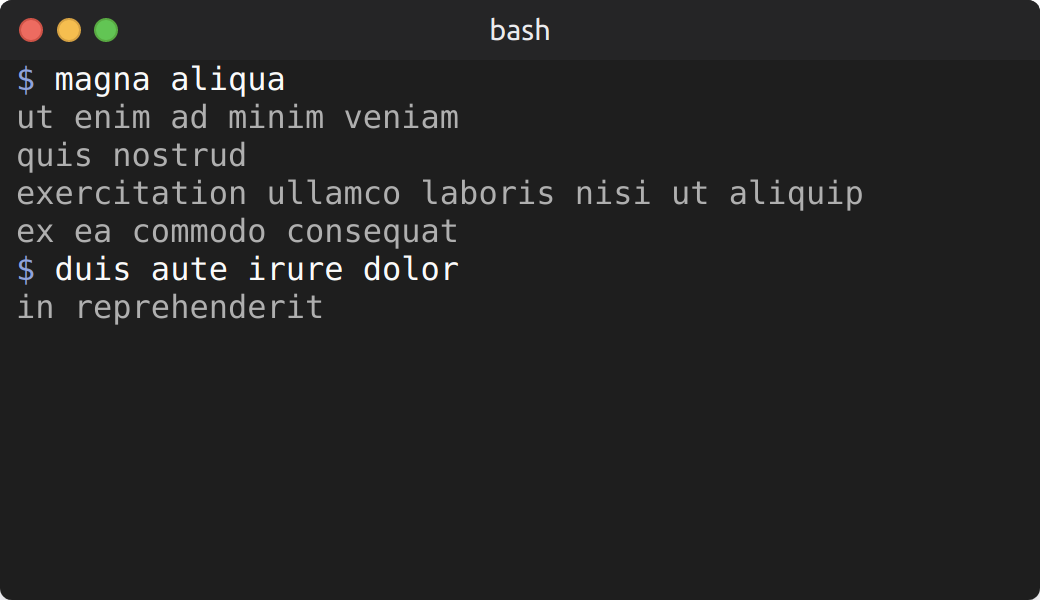 bash
$ magna aliqua
ut enim ad minim veniam
quis nostrud
exercitation ullamco laboris nisi ut aliquip
ex ea commodo consequat
$ duis aute irure dolor
in reprehenderit